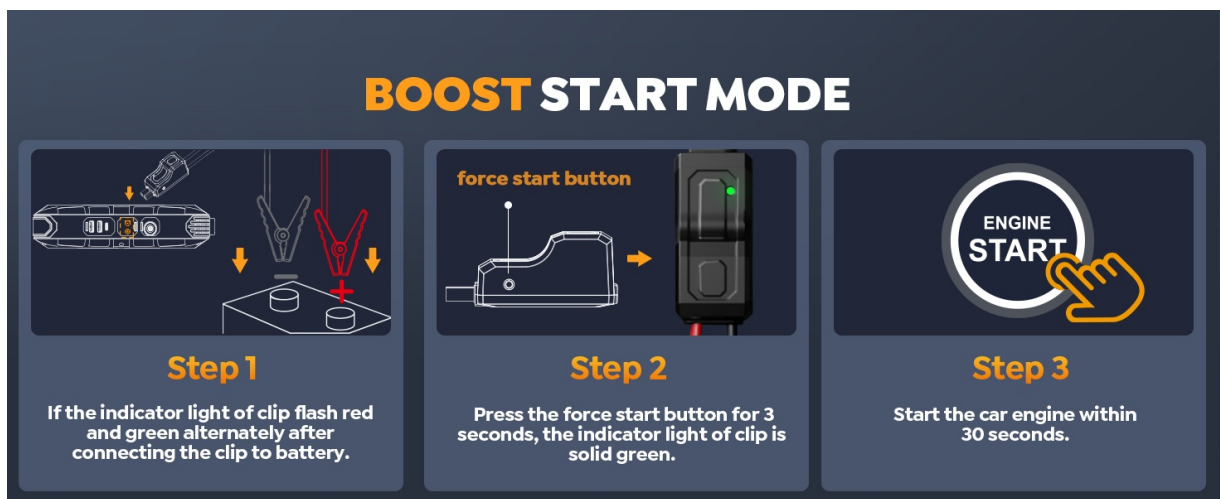 BOOST START MODE
force start button
ENGINE
START
Step 1
If the indicator light of clip flash red
and green alternately after
connecting the clip to battery.
Step 2
Press the force start button for 3
seconds, the indicator light of clip is
solid green.
Step 3
Start the car engine within
30 seconds.